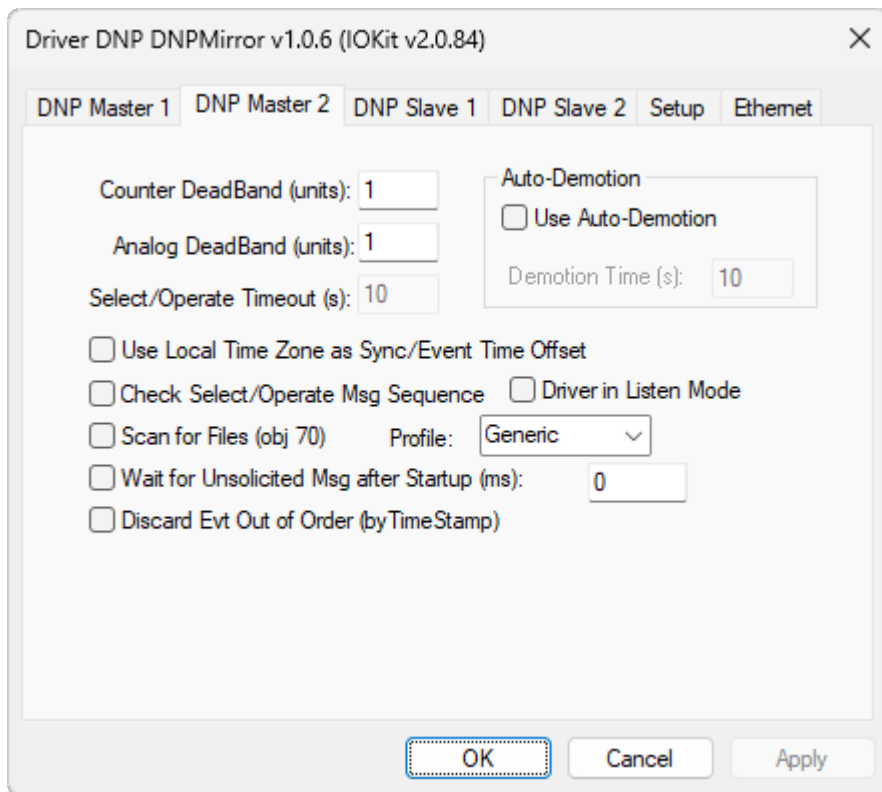 Driver DNP DNPMirror v1.0.6 (IOKit v2.0.84)
DNP Master 1 DNP Master 2 DNP Slave 1 DNP Slave 2 Setup Ethernet
Counter DeadBand (units): 1
Analog DeadBand (units): 1
Select/Operate Timeout (s): 10
Auto-Demotion
Use Auto-Demotion
Demotion Time (s): 10
Use Local Time Zone as Sync/Event Time Offset
Check Select/Operate Msg Sequence Driver in Listen Mode
Scan for Files (obj 70) Profile: Generic
Wait for Unsolicited Msg after Startup (ms): 0
Discard Evt Out of Order (byTimeStamp)
OK Cancel Apply